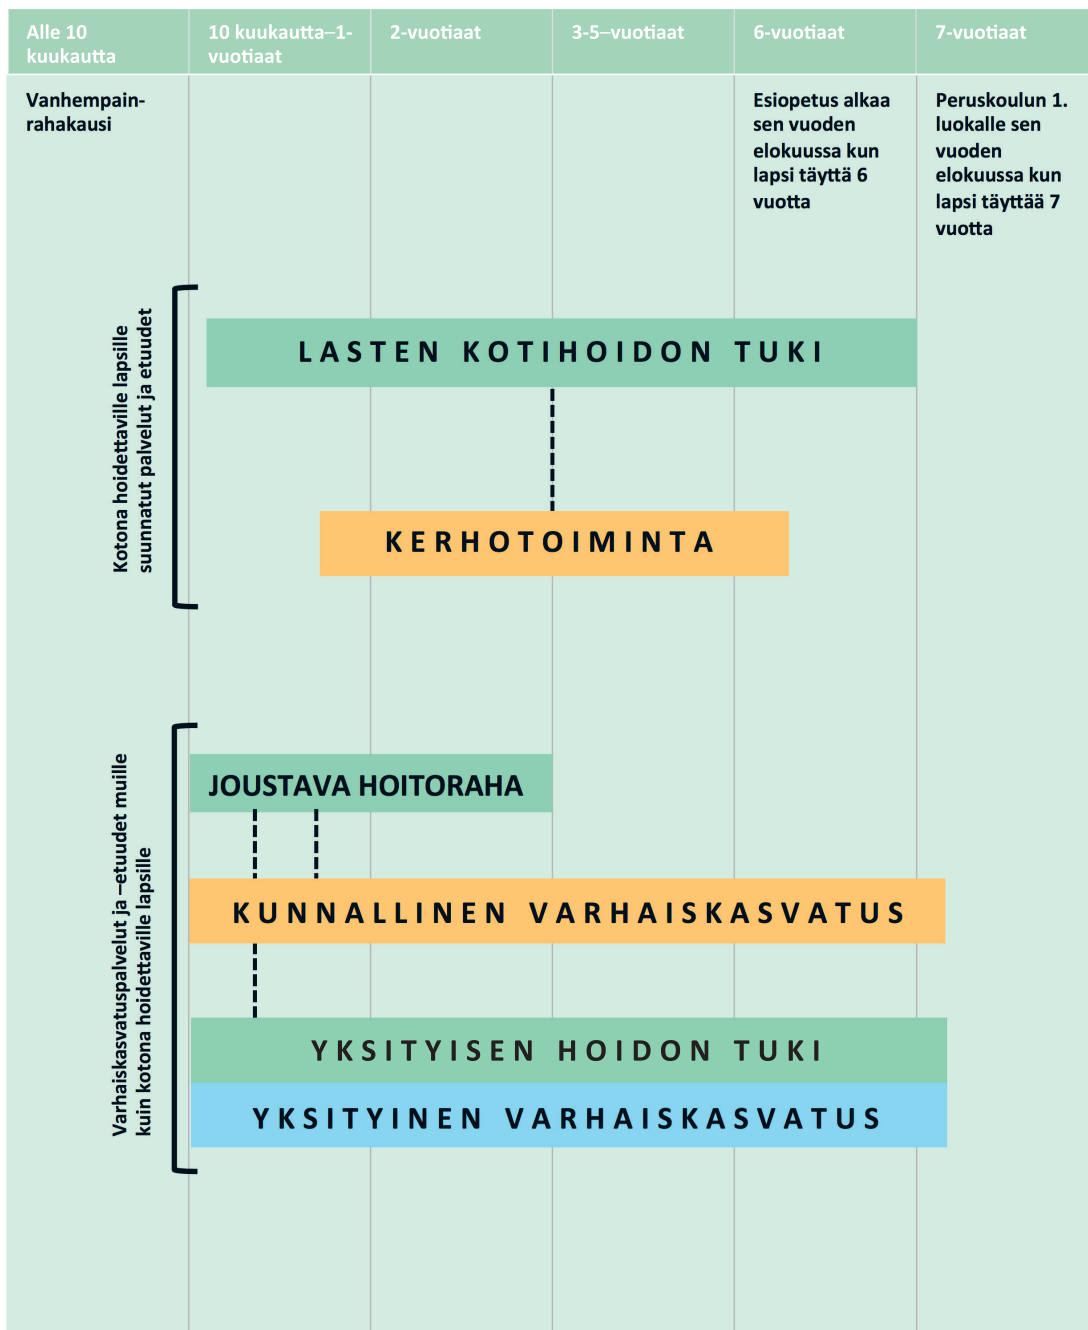 Alle 10
kuukautta
10 kuukautta–1-
vuotiaat
2-vuotiaat
3-5–vuotiaat
6-vuotiaat
7-vuotiaat
Vanhempain-
rahakausi
Esiopetus alkaa
sen vuoden
elokuussa kun
lapsi täyttä 6
vuotta
Peruskoulun 1.
luokalle sen
vuoden
elokuussa kun
lapsi täyttää 7
vuotta
Kotona hoidettaville lapsille
suunnatut palvelut ja etuudet
LASTEN KOTIHOIDON TUKI
KERHOTOIMINTA
Varhaiskasvatuspalvelut ja –etuudet muille
kuin kotona hoidettaville lapsille
JOUSTAVA HOITORAHA
KUNNALLINEN VARHAISKASVATUS
YKSITYISEN HOIDON TUKI
YKSITYINEN VARHAISKASVATUS